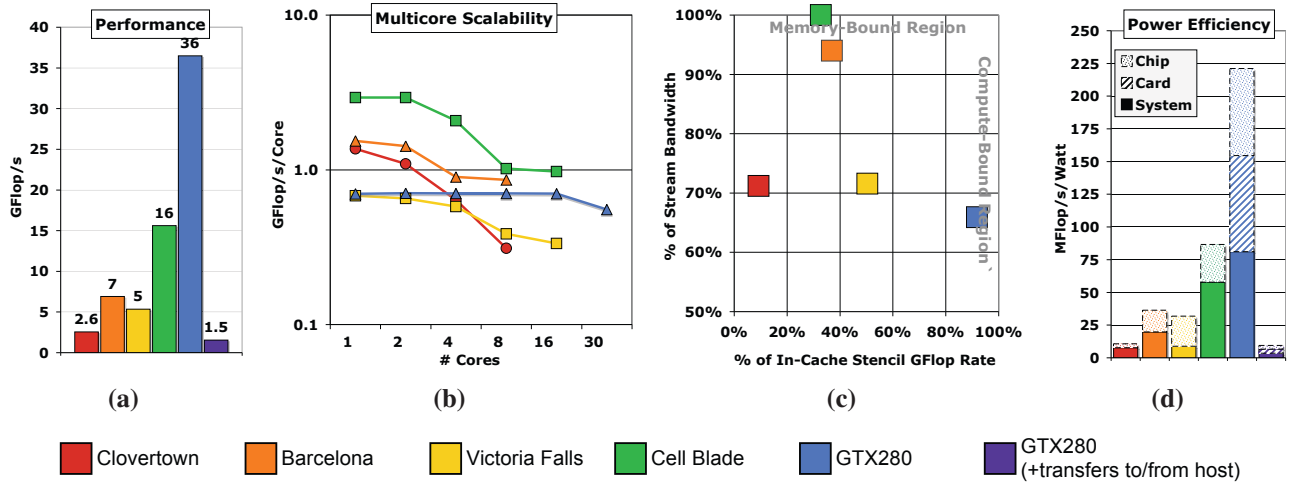 Performance
GFlop/s
40
35
30
25
20
15
10
5
0
2.6
7
5
16
36
1.5
(a)
Multicore Scalability
GFlop/s/Core
10.0
1.0
0.1
1 2 4 8 16 30
# Cores
(b)
Memory-Bound Region
Compute-Bound Region`
% of Stream Bandwidth
100%
90%
80%
70%
60%
50%
0% 20% 40% 60% 80% 100%
% of In-Cache Stencil GFlop Rate
(c)
Power Efficiency
Chip
Card
System
MFlop/s/Watt
250
225
200
175
150
125
100
75
50
25
0
(d)
Clovertown
Barcelona
Victoria Falls
Cell Blade
GTX280
GTX280
(+transfers to/from host)